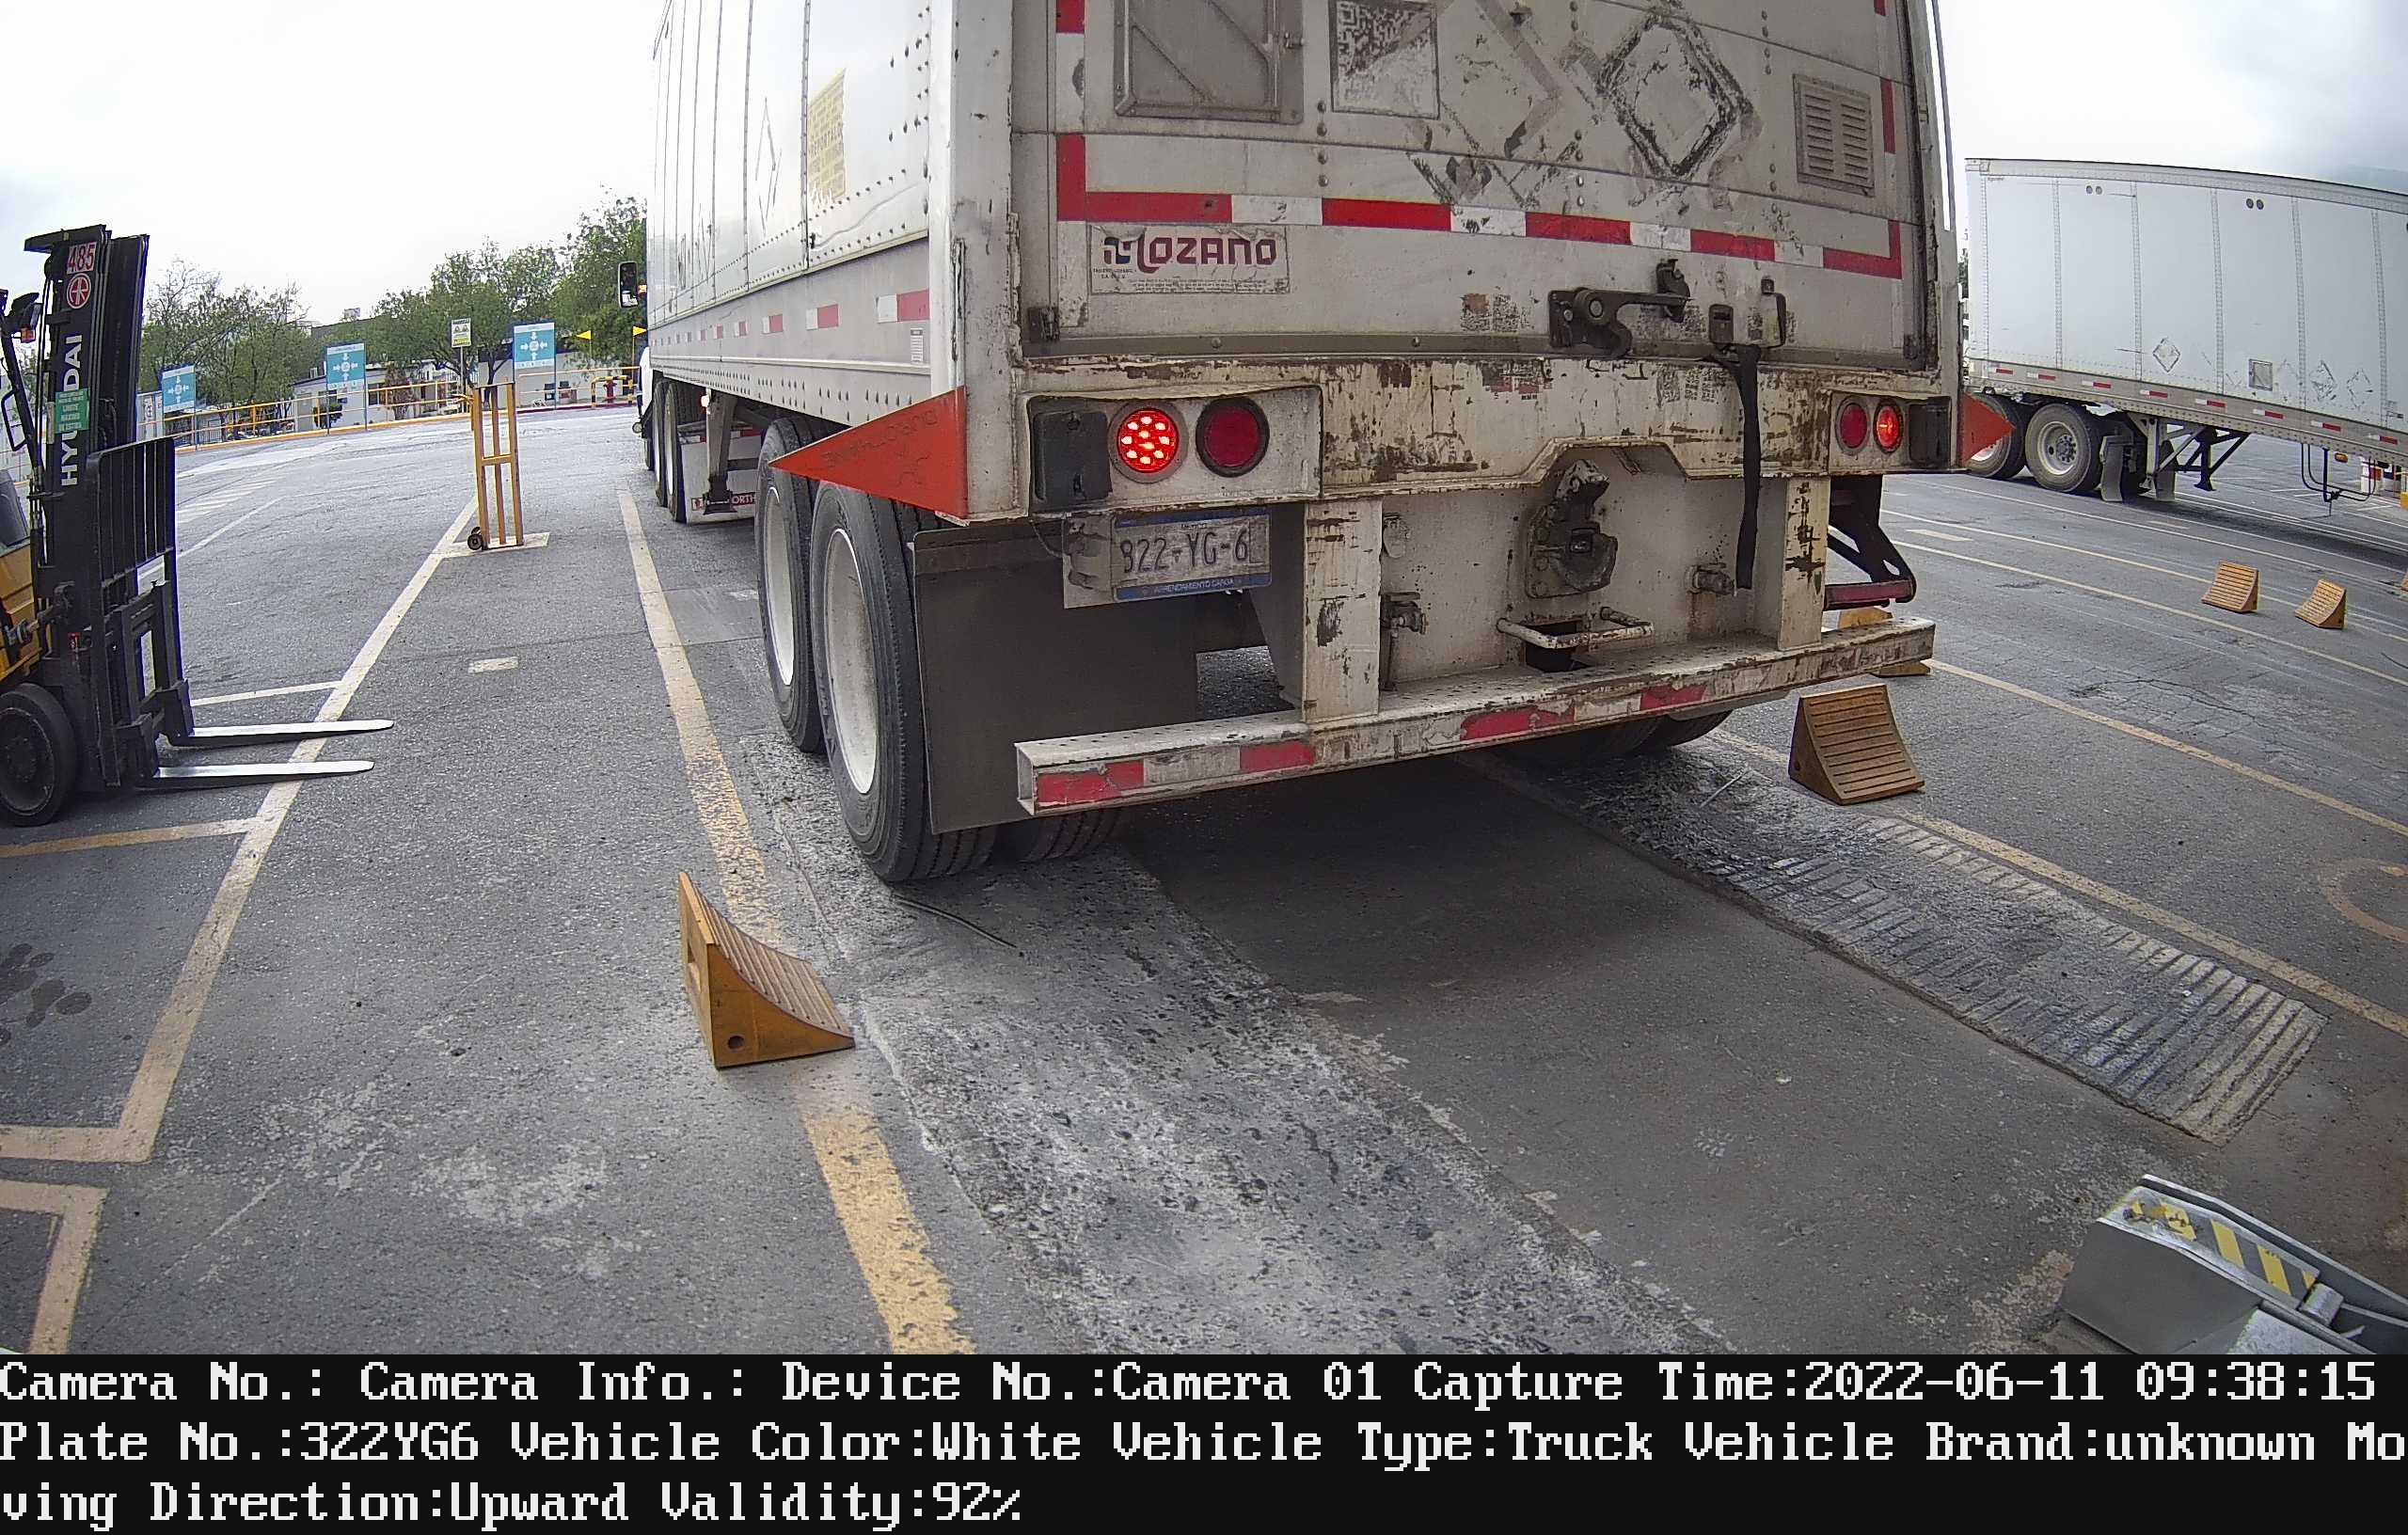 485
HYUNDAI
LOZANO
322-YG-6
ARRENDAMIENTO CARGA
Camera No.: Camera Info.: Device No.:Camera 01 Capture Time:2022-06-11 09:38:15
Plate No.:322YG6 Vehicle Color:White Vehicle Type:Truck Vehicle Brand:unknown Mo
ving Direction:Upward Validity:92%